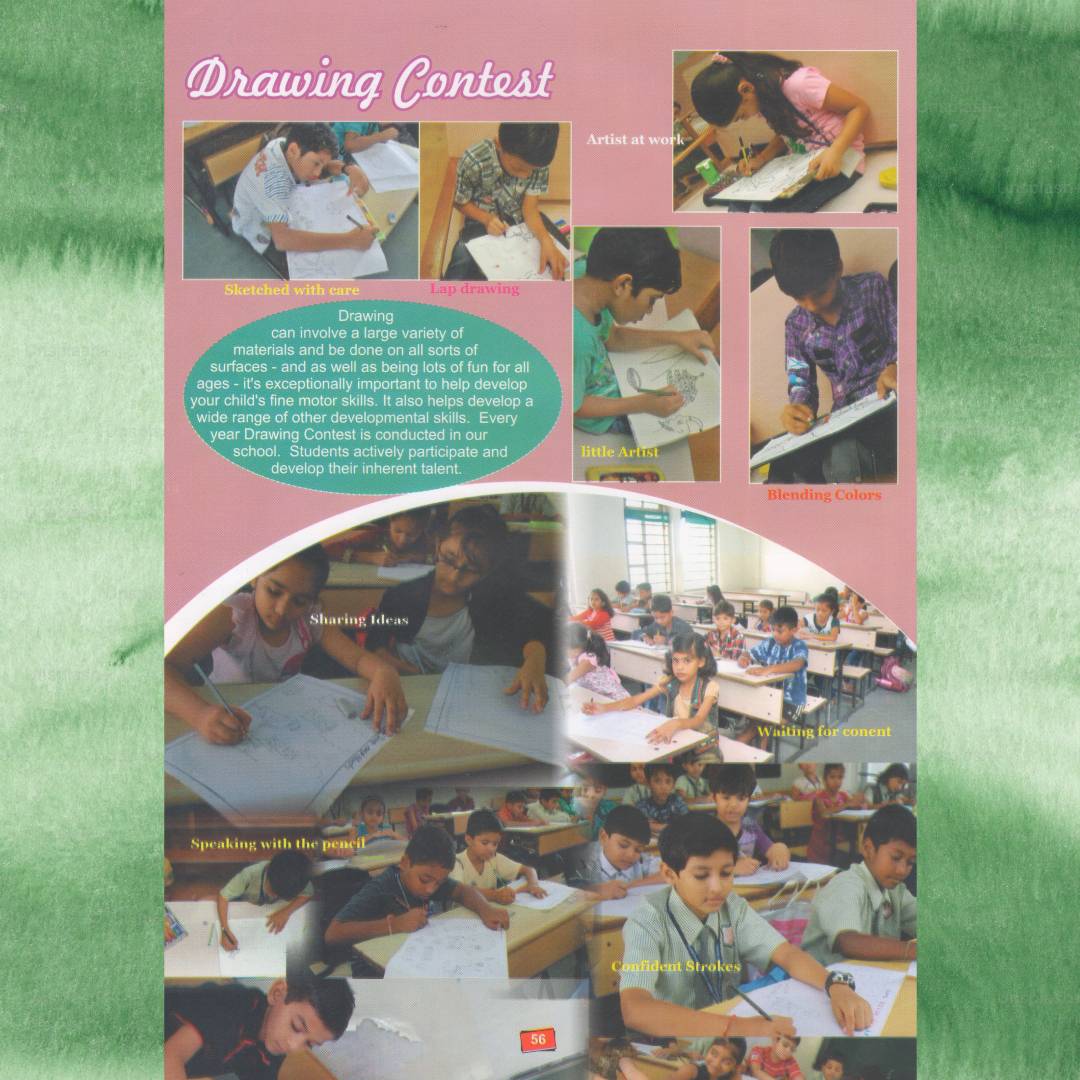 Drawing Contest
Artist at work
Sketched with care
Lap drawing
Drawing
can involve a large variety of
materials and be done on all sorts of
surfaces - and as well as being lots of fun for all
ages - it's exceptionally important to help develop
your child's fine motor skills. It also helps develop a
wide range of other developmental skills. Every
year Drawing Contest is conducted in our
school. Students actively participate and
develop their inherent talent.
little Artist
Blending Colors
Sharing Ideas
Waiting for conent
Speaking with the pencil
Confident Strokes
56